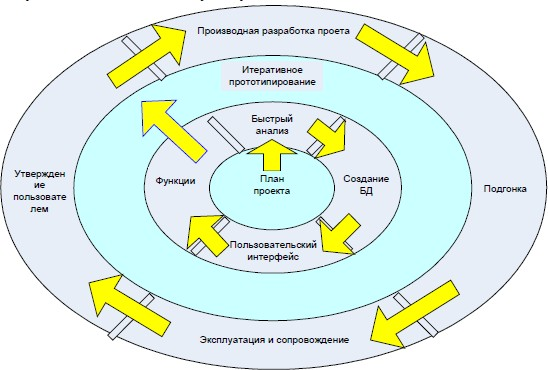 Производная разработка проета
Итеративное
прототипирование
Быстрый
анализ
Утвержден
ие
пользовате
лем
Функции
План
проекта
Создание
БД
Подгонка
Пользовательский
интерфейс
Эксплуатация и сопровождение